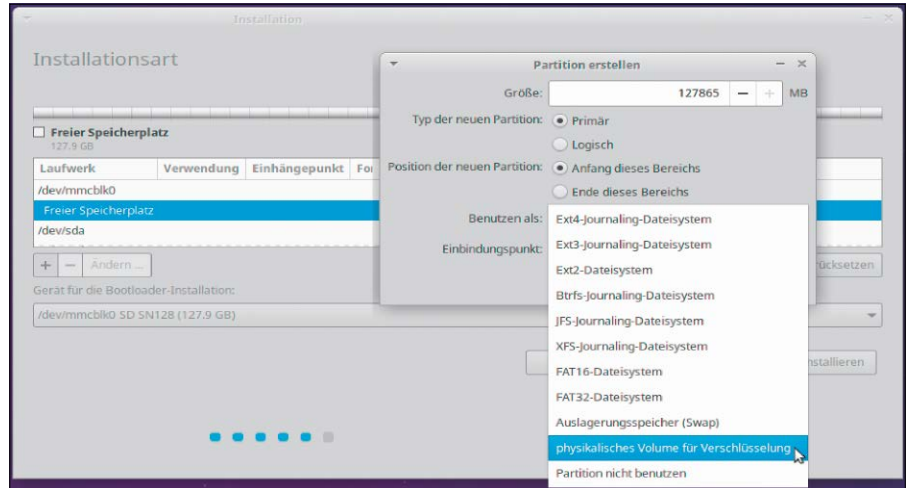 Installation
Installationsart
Partition erstellen
Größe: 127865 MB
Typ der neuen Partition: Primär
Logisch
Position der neuen Partition: Anfang dieses Bereichs
Ende dieses Bereichs
Benutzen als:
Einbindungspunkt:
Ext4-Journaling-Dateisystem
Ext3-Journaling-Dateisystem
Ext2-Dateisystem
Btrfs-Journaling-Dateisystem
JFS-Journaling-Dateisystem
XFS-Journaling-Dateisystem
FAT16-Dateisystem
FAT32-Dateisystem
Auslagerungsspeicher (Swap)
physikalisches Volume für Verschlüsselung
Partition nicht benutzen
Freier Speicherplatz
127.9 GB
Laufwerk Verwendung Einhängepunkt For
/dev/mmcblk0
Freier Speicherplatz
/dev/sda
+ − Ändern ...
rücksetzen
Gerät für die Bootloader-Installation:
/dev/mmcblk0 SD SN128 (127.9 GB)
nstallieren